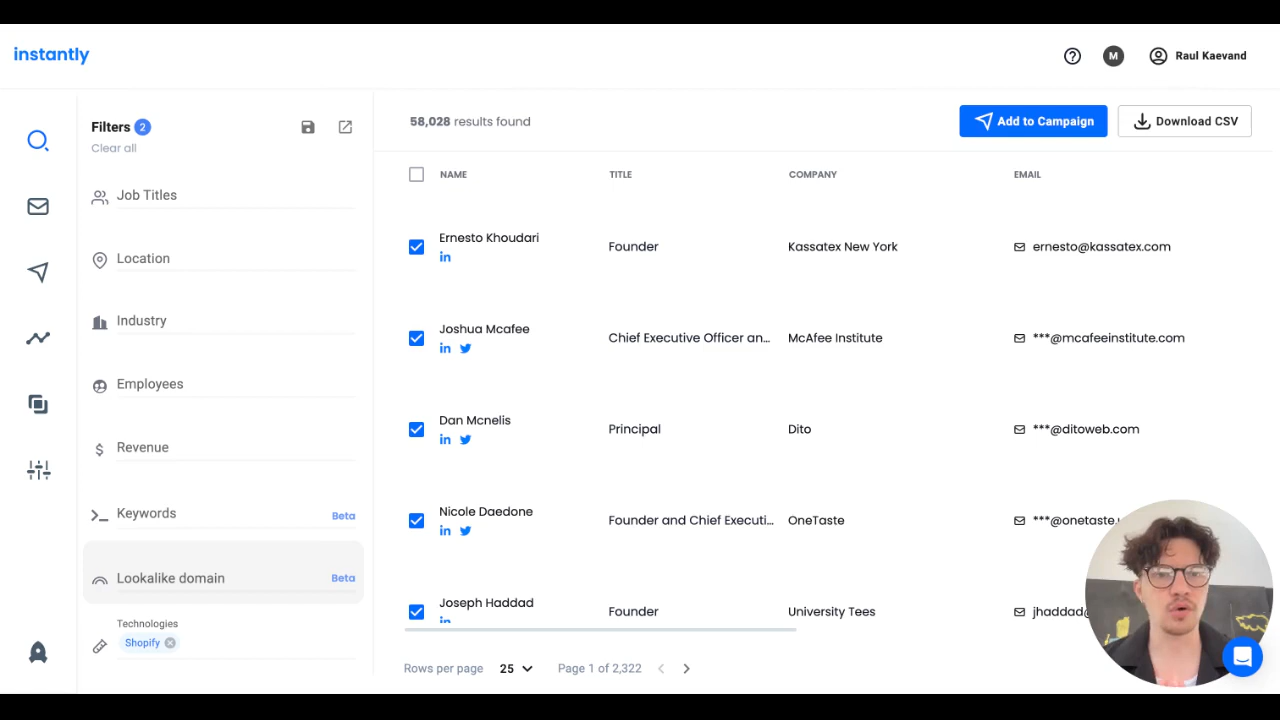 instantly
M
Raul Kaevand
Filters 2
Clear all
Job Titles
Location
Industry
Employees
Revenue
Keywords Beta
Lookalike domain Beta
Technologies
Shopify
58,028 results found
Add to Campaign
Download CSV
NAME TITLE COMPANY EMAIL
Ernesto Khoudari Founder Kassatex New York ernesto@kassatex.com
Joshua Mcafee Chief Executive Officer an... McAfee Institute ***@mcafeeinstitute.com
Dan Mcnelis Principal Dito ***@ditoweb.com
Nicole Daedone Founder and Chief Executi... OneTaste ***@onetaste.
Joseph Haddad Founder University Tees jhaddad@
Rows per page 25 Page 1 of 2,322